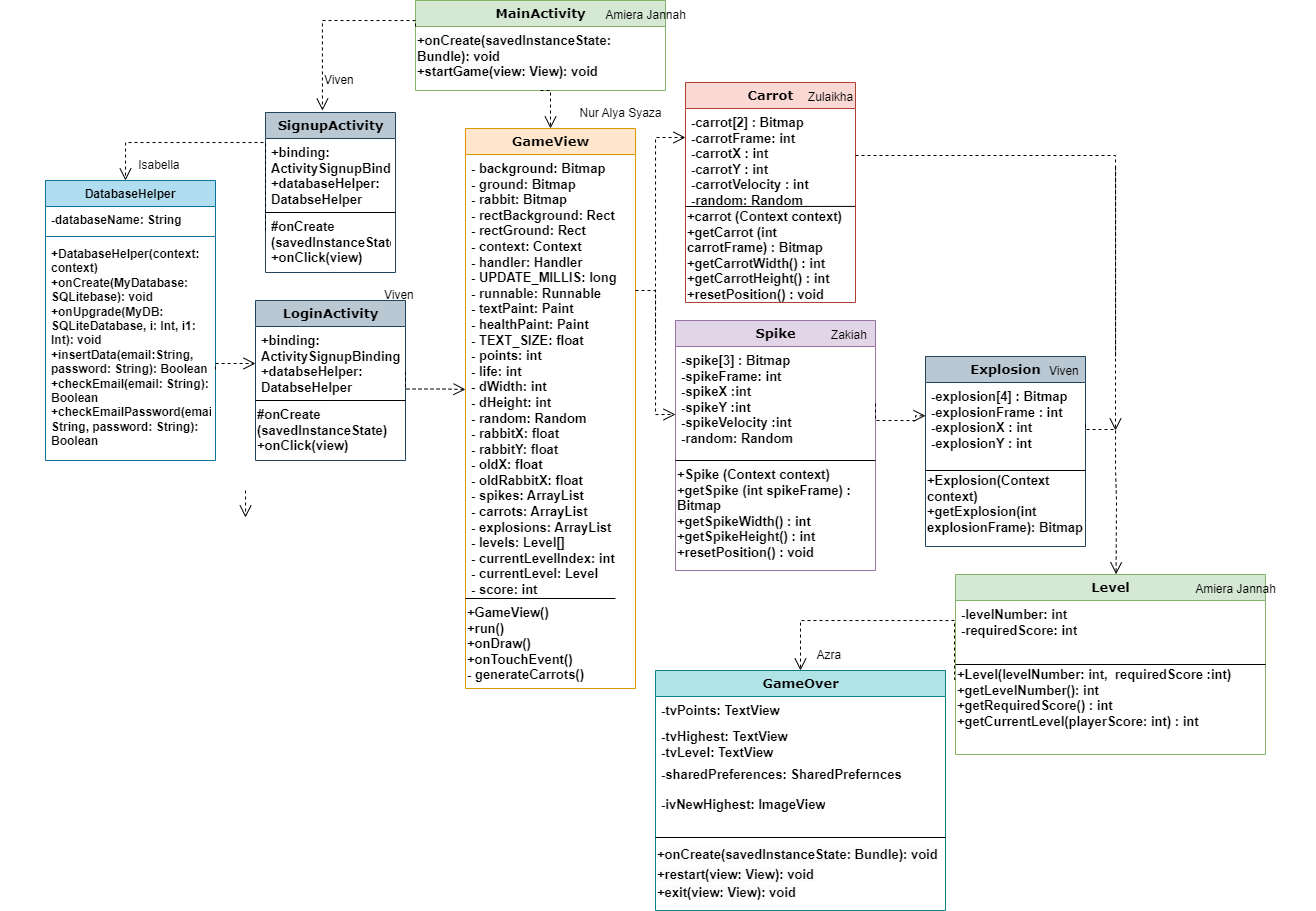 MainActivity
Amiera Jannah
+onCreate(savedInstanceState:
Bundle): void
+startGame(view: View): void
Viven
SignupActivity
+binding:
ActivitySignupBind
+databaseHelper:
DatabseHelper
#onCreate
(savedInstanceState
+onClick(view)
Isabella
DatabaseHelper
-databaseName: String
+DatabaseHelper(context:
context)
+onCreate(MyDatabase:
SQLitebase): void
+onUpgrade(MyDB:
SQLiteDatabase, i: Int, i1:
Int): void
+insertData(email:String,
password: String): Boolean
+checkEmail(email: String):
Boolean
+checkEmailPassword(emai
String, password: String):
Boolean
Viven
LoginActivity
+binding:
ActivitySignupBinding
+databseHelper:
DatabseHelper
#onCreate
(savedInstanceState)
+onClick(view)
Nur Alya Syaza
GameView
- background: Bitmap
- ground: Bitmap
- rabbit: Bitmap
- rectBackground: Rect
- rectGround: Rect
- context: Context
- handler: Handler
- UPDATE_MILLIS: long
- runnable: Runnable
- textPaint: Paint
- healthPaint: Paint
- TEXT_SIZE: float
- points: int
- life: int
- dWidth: int
- dHeight: int
- random: Random
- rabbitX: float
- rabbitY: float
- oldX: float
- oldRabbitX: float
- spikes: ArrayList
- carrots: ArrayList
- explosions: ArrayList
- levels: Level[]
- currentLevelIndex: int
- currentLevel: Level
- score: int
+GameView()
+run()
+onDraw()
+onTouchEvent()
- generateCarrots()
Carrot
Zulaikha
-carrot[2] : Bitmap
-carrotFrame: int
-carrotX : int
-carrotY : int
-carrotVelocity : int
-random: Random
+carrot (Context context)
+getCarrot (int
carrotFrame) : Bitmap
+getCarrotWidth() : int
+getCarrotHeight() : int
+resetPosition() : void
Spike
Zakiah
-spike[3] : Bitmap
-spikeFrame: int
-spikeX :int
-spikeY :int
-spikeVelocity :int
-random: Random
+Spike (Context context)
+getSpike (int spikeFrame) :
Bitmap
+getSpikeWidth() : int
+getSpikeHeight() : int
+resetPosition() : void
Explosion
Viven
-explosion[4] : Bitmap
-explosionFrame : int
-explosionX : int
-explosionY : int
+Explosion(Context
context)
+getExplosion(int
explosionFrame): Bitmap
Level
Amiera Jannah
-levelNumber: int
-requiredScore: int
+Level(levelNumber: int, requiredScore :int)
+getLevelNumber(): int
+getRequiredScore() : int
+getCurrentLevel(playerScore: int) : int
Azra
GameOver
-tvPoints: TextView
-tvHighest: TextView
-tvLevel: TextView
-sharedPreferences: SharedPrefernces
-ivNewHighest: ImageView
+onCreate(savedInstanceState: Bundle): void
+restart(view: View): void
+exit(view: View): void